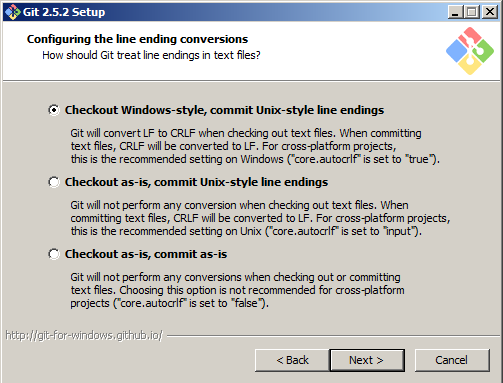 Git 2.5.2 Setup
Configuring the line ending conversions
How should Git treat line endings in text files?
Checkout Windows-style, commit Unix-style line endings
Git will convert LF to CRLF when checking out text files. When committing
text files, CRLF will be converted to LF. For cross-platform projects,
this is the recommended setting on Windows ("core.autocrlf" is set to "true").
Checkout as-is, commit Unix-style line endings
Git will not perform any conversion when checking out text files. When
committing text files, CRLF will be converted to LF. For cross-platform projects,
this is the recommended setting on Unix ("core.autocrlf" is set to "input").
Checkout as-is, commit as-is
Git will not perform any conversions when checking out or committing
text files. Choosing this option is not recommended for cross-platform
projects ("core.autocrlf" is set to "false").
http://git-for-windows.github.io/
< Back
Next >
Cancel